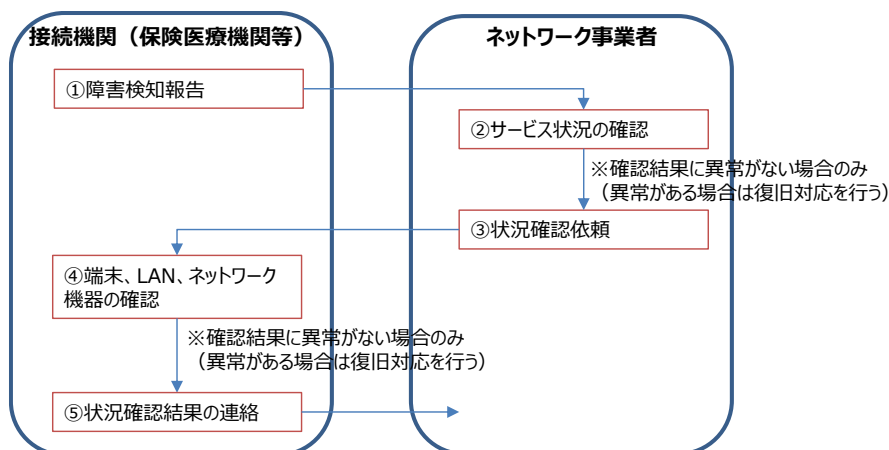 接続機関（保険医療機関等）
ネットワーク事業者
①障害検知報告
②サービス状況の確認
※確認結果に異常がない場合のみ
（異常がある場合は復旧対応を行う）
③状況確認依頼
④端末、LAN、ネットワーク
機器の確認
※確認結果に異常がない場合のみ
（異常がある場合は復旧対応を行う）
⑤状況確認結果の連絡